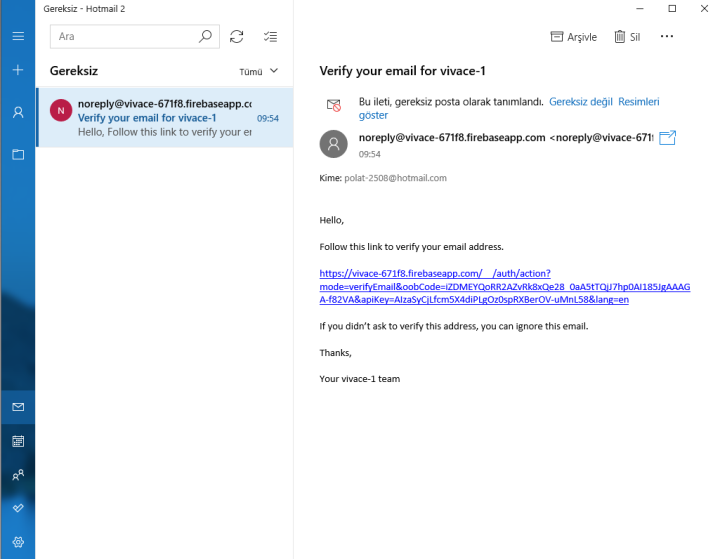 Gereksiz - Hotmail 2
Ara
Arşivle
Sil
Gereksiz
Tümü
N
noreply@vivace-671f8.firebaseapp.cc
Verify your email for vivace-1
09:54
Hello, Follow this link to verify your er
Verify your email for vivace-1
Bu ileti, gereksiz posta olarak tanımlandı. Gereksiz değil Resimleri
göster
noreply@vivace-671f8.firebaseapp.com <noreply@vivace-671f
09:54
Kime: polat-2508@hotmail.com
Hello,
Follow this link to verify your email address.
https://vivace-671f8.firebaseapp.com/__/auth/action?
mode=verifyEmail&oobCode=iZDMEYQoRR2AZvRk8xQe28_0aA5tTQJJ7hp0AI185JgAAAG
A-f82VA&apiKey=AIzaSyCjLfcm5X4diPLgOz0spRXBerOV-uMnL58&lang=en
If you didn't ask to verify this address, you can ignore this email.
Thanks,
Your vivace-1 team